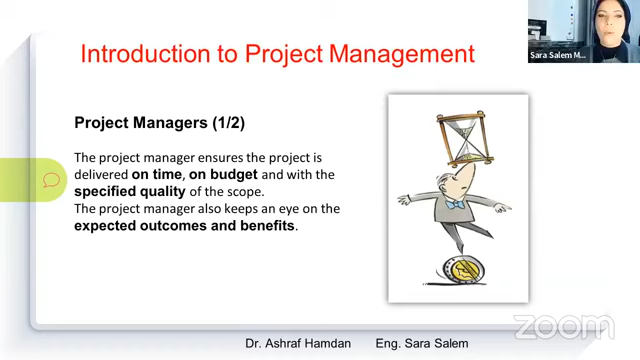 Introduction to Project Management
Sara Salem M...
Project Managers (1/2)
The project manager ensures the project is
delivered on time, on budget and with the
specified quality of the scope.
The project manager also keeps an eye on the
expected outcomes and benefits.
zoom
Dr. Ashraf Hamdan Eng. Sara Salem